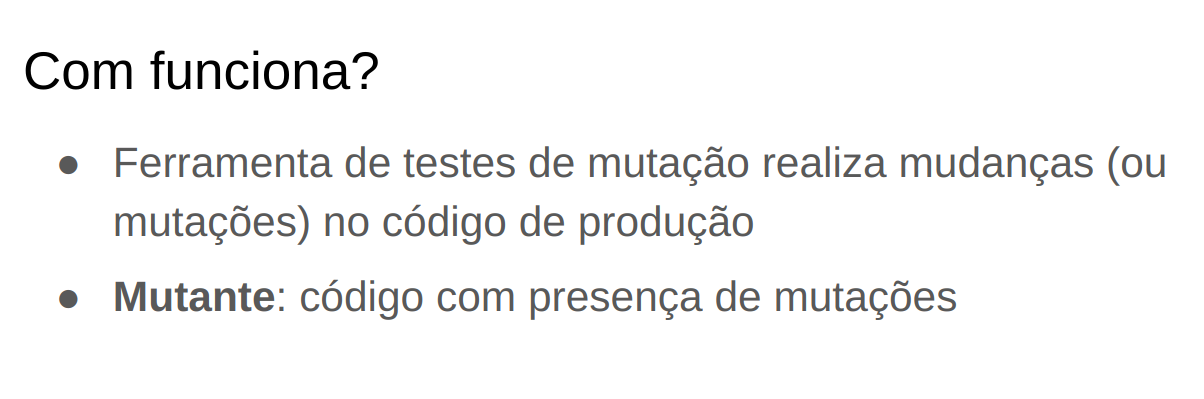 Com funciona?
● Ferramenta de testes de mutação realiza mudanças (ou
mutações) no código de produção
● Mutante: código com presença de mutações